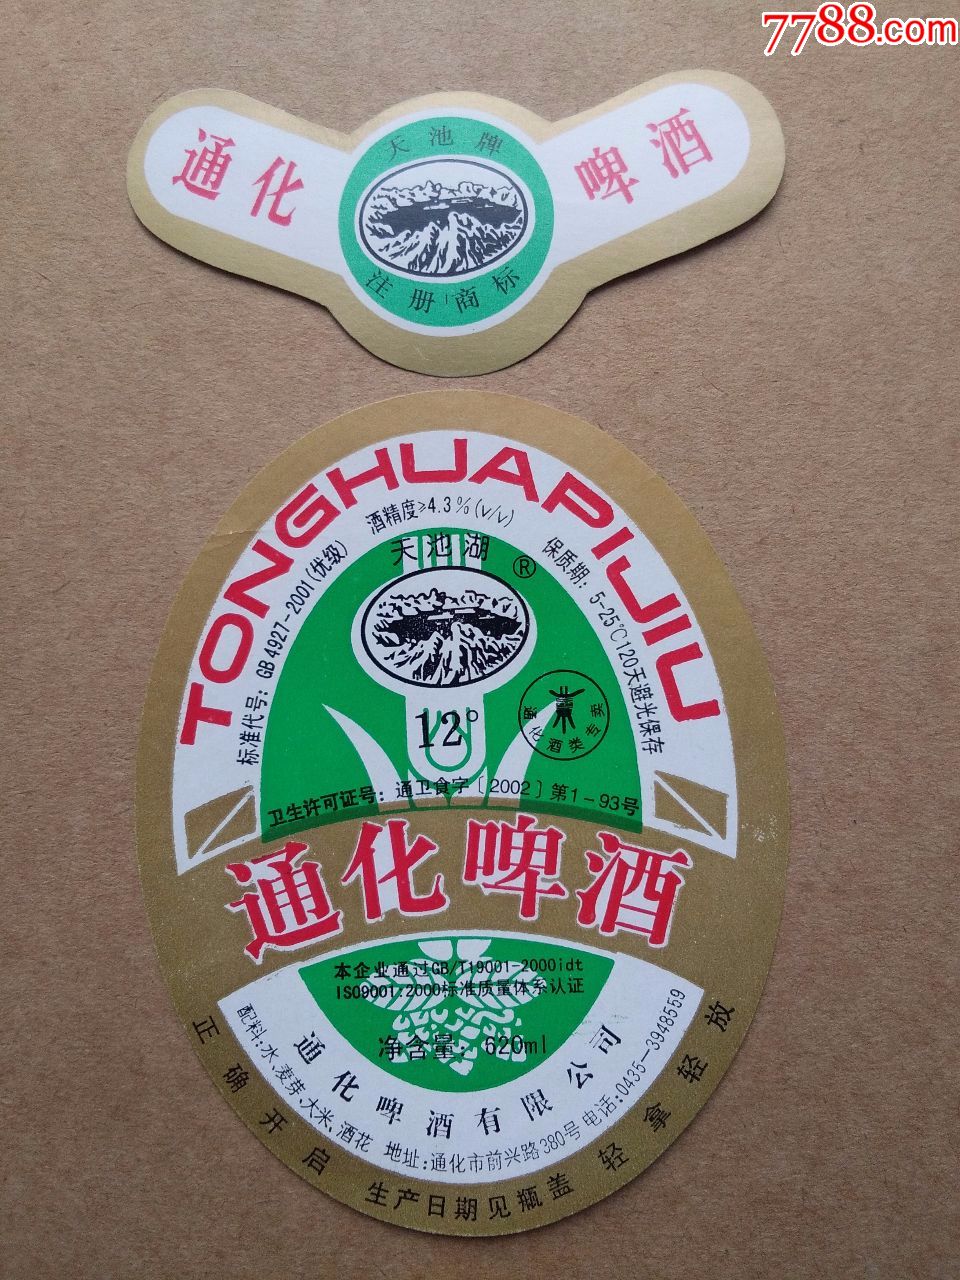 7788.com
天池牌
通化
啤酒
注册商标
TONGHUAPIJIU
酒精度≥4.3%(v/v)
标准代号：GB 4927-2001(优级)
保质期：5-25℃120天避光保存
天池湖
®
12°
通化酒类专卖
卫生许可证号：通卫食字〔2002〕第1-93号
通化啤酒
本企业通过GB/T19001-2000idt
ISO9001:2000标准质量体系认证
净含量：620ml
通化啤酒有限公司
配料:水、麦芽、大米、酒花 地址:通化市前兴路380号 电话:0435-3948559
正确开启 生产日期见瓶盖 轻拿轻放